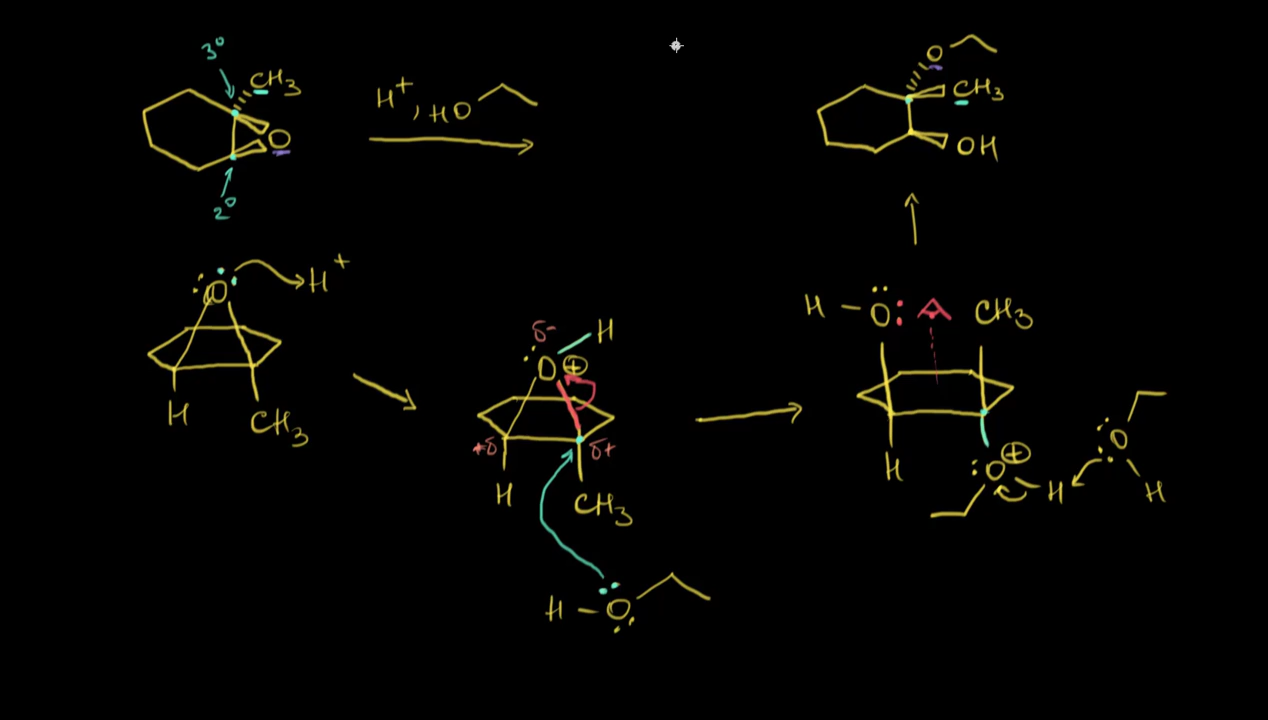 3°
CH3
O
2°
H+, HO
O
CH3
OH
O
H+
H
CH3
δ-
H
O +
+δ
δ+
H
CH3
H-O
H-O:
CH3
H
:O +
H
O
H